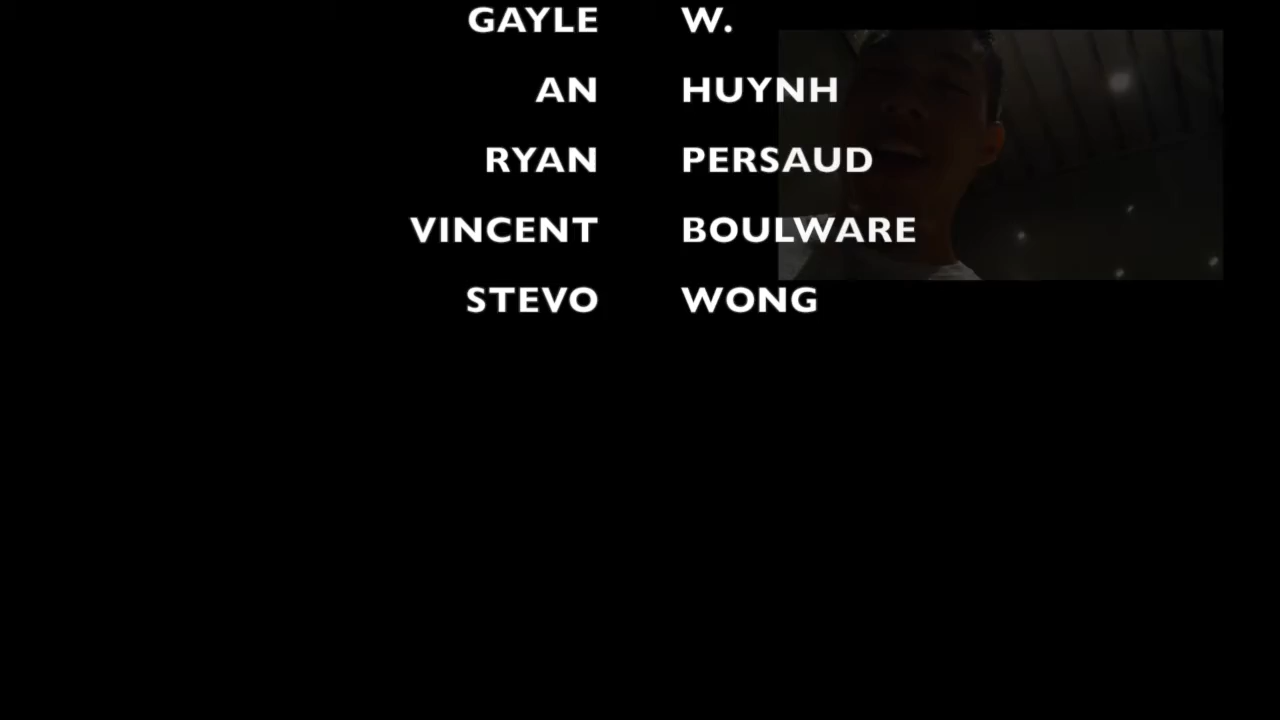 GAYLE W.
AN HUYNH
RYAN PERSAUD
VINCENT BOULWARE
STEVO WONG